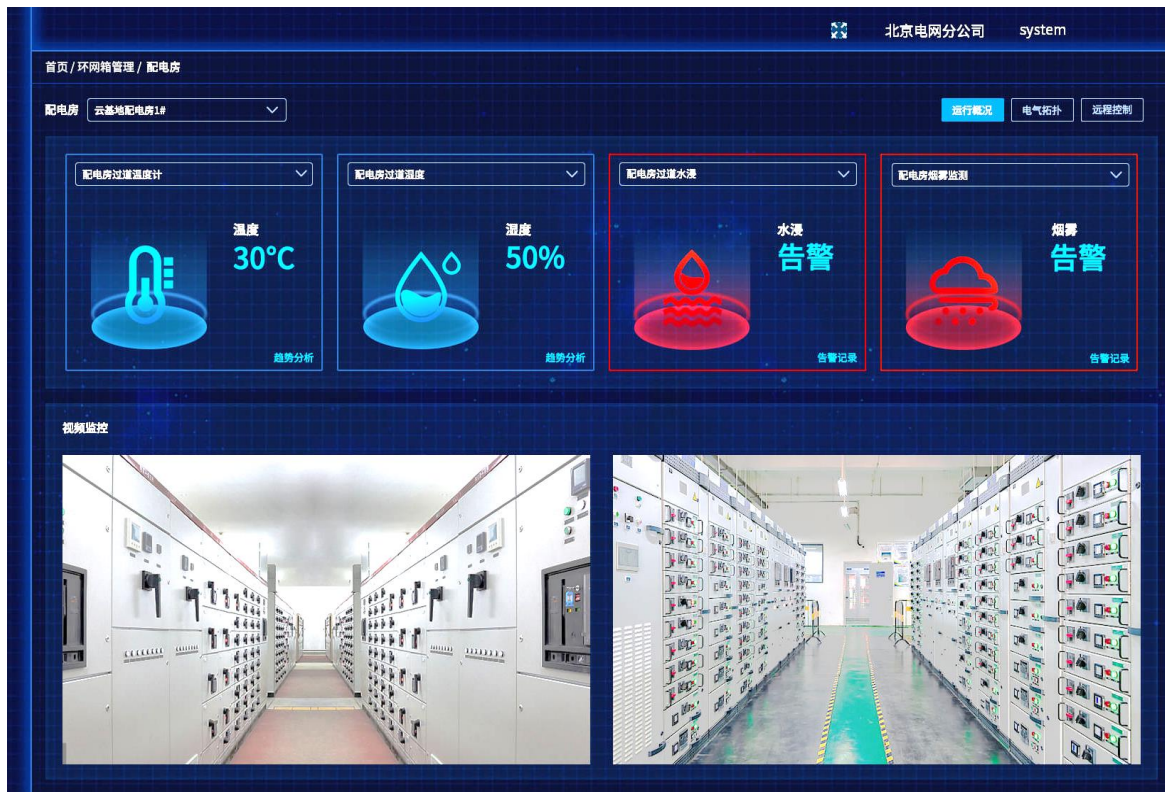 北京电网分公司 system
首页 / 环网箱管理 / 配电房
配电房 云基地配电房1# 运行概况 电气拓扑 远程控制
配电房过道温度计
温度
30°C
趋势分析
配电房过道湿度
湿度
50%
趋势分析
配电房过道水浸
水浸
告警
告警记录
配电房烟雾监测
烟雾
告警
告警记录
视频监控